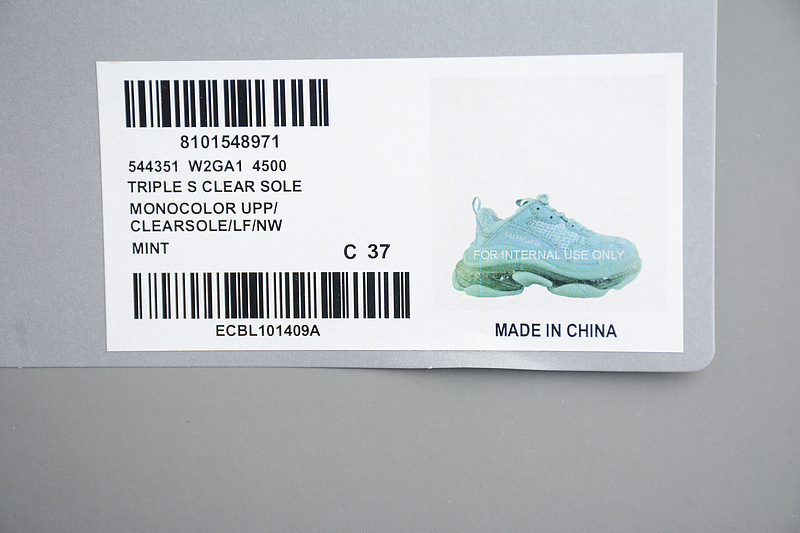 8101548971
544351 W2GA1 4500
TRIPLE S CLEAR SOLE
MONOCOLOR UPP/
CLEARSOLE/LF/NW
MINT
C 37
ECBL101409A
BALENCIAGA
FOR INTERNAL USE ONLY
MADE IN CHINA